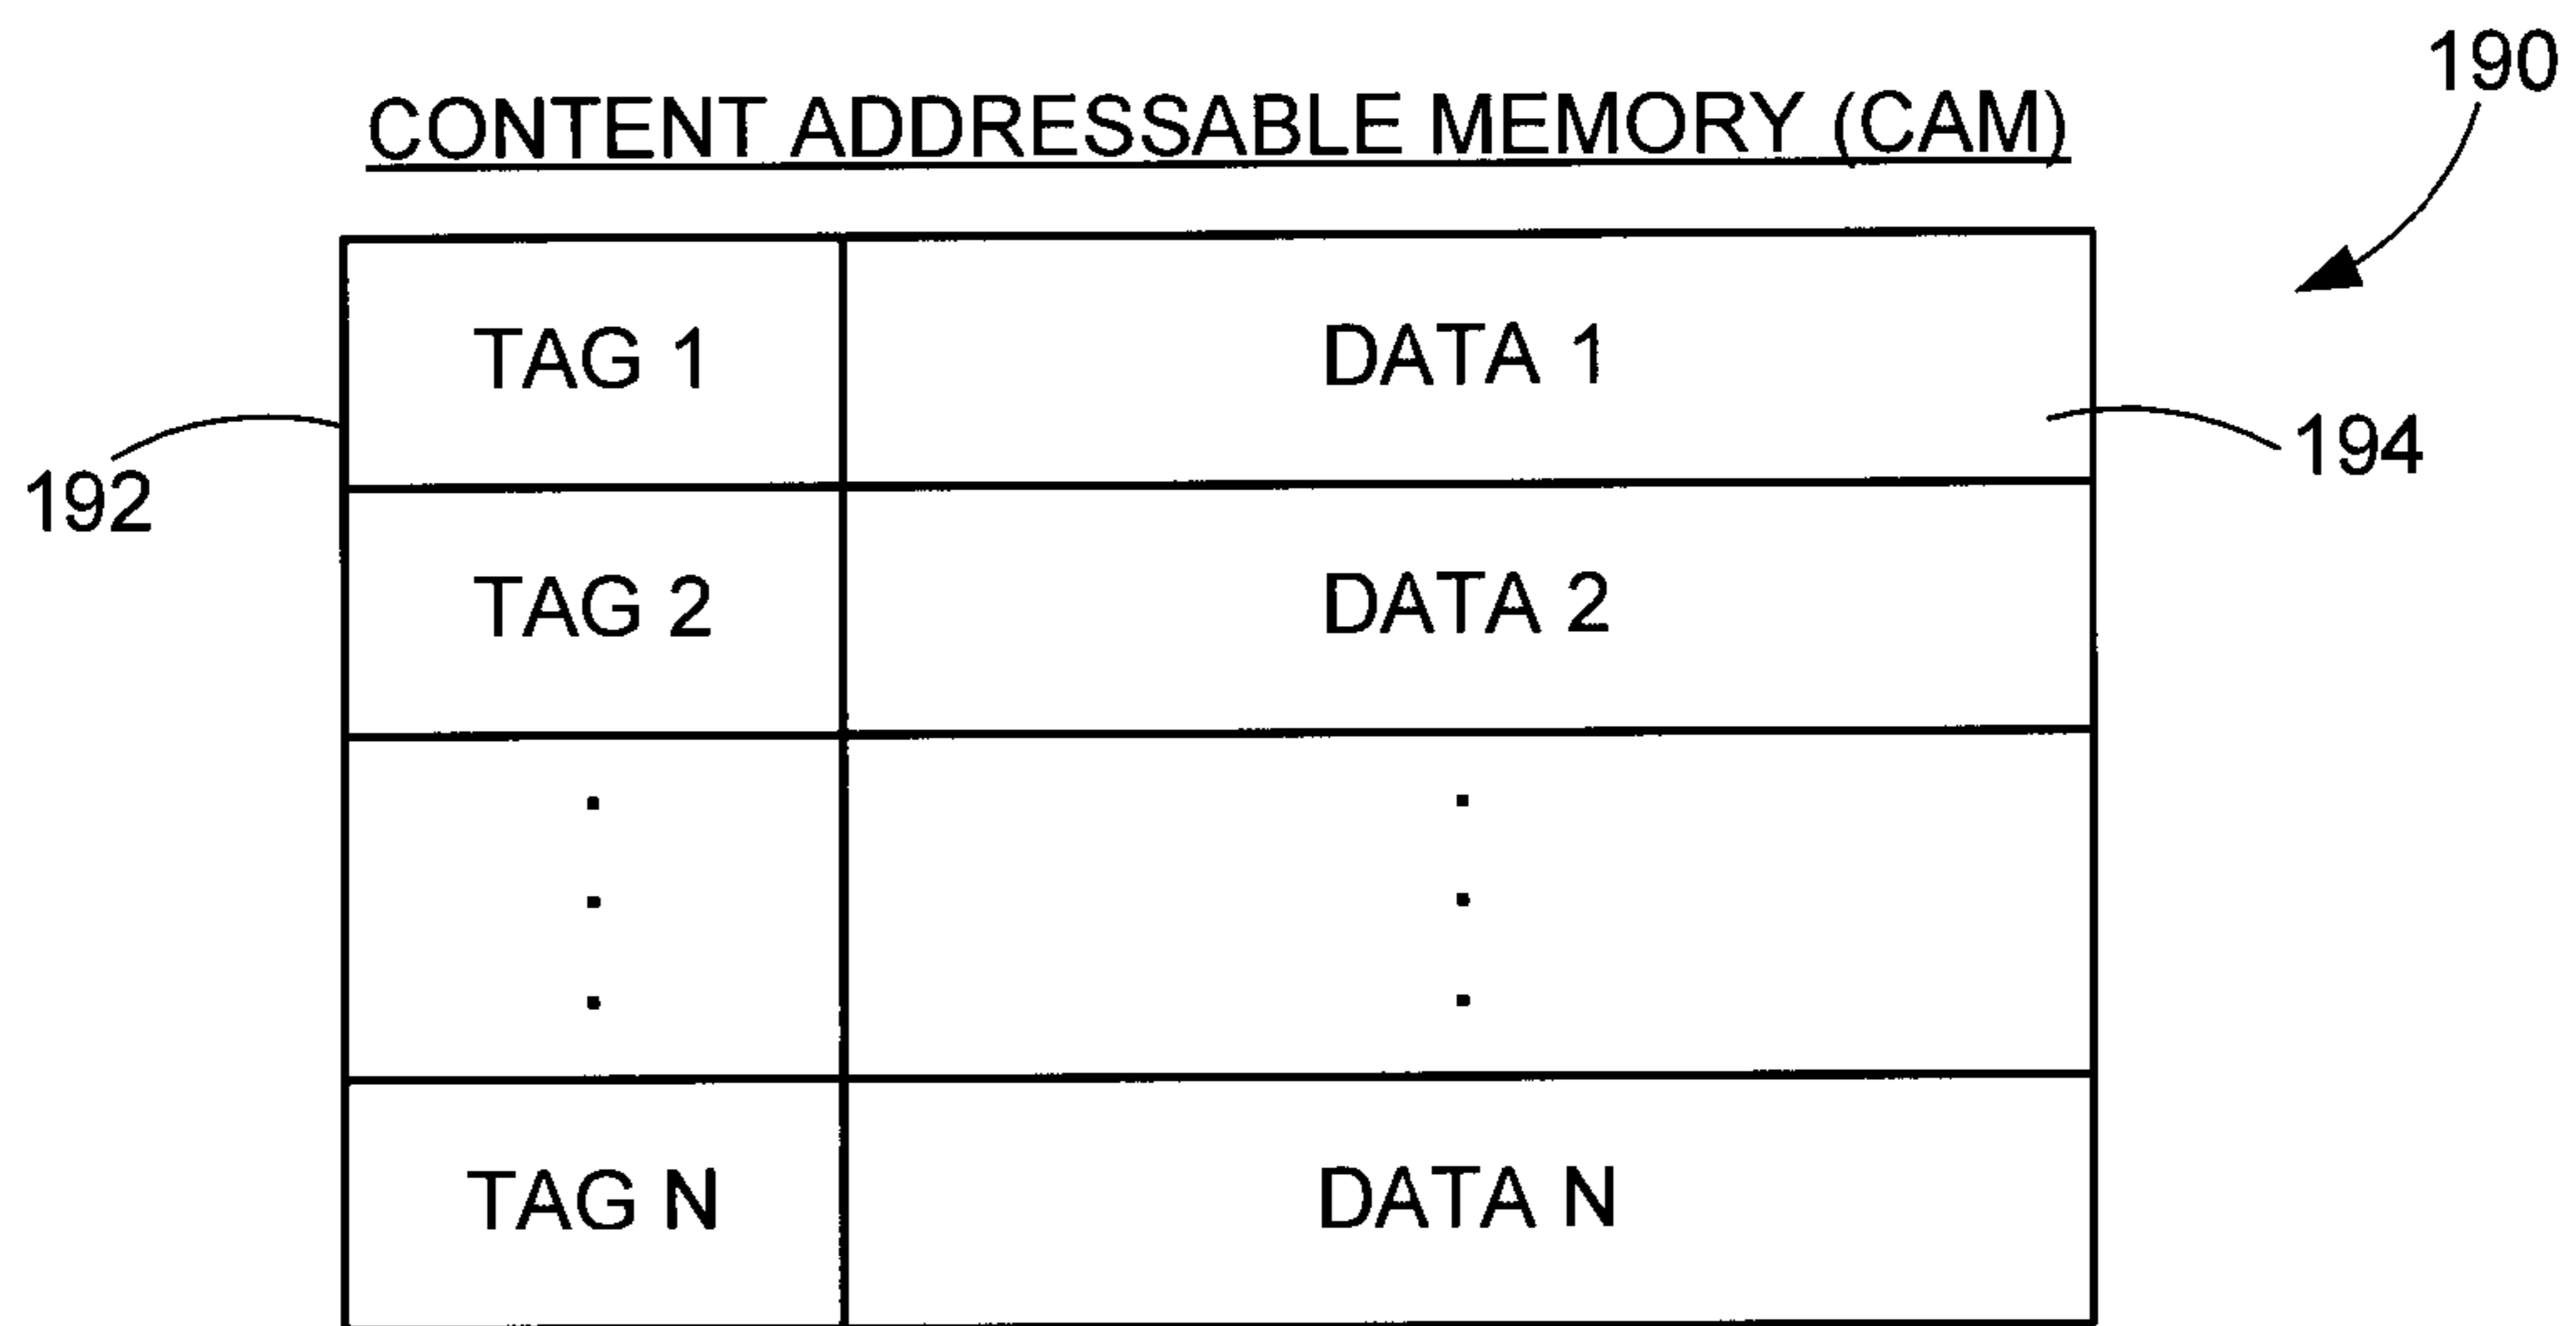 190
CONTENT ADDRESSABLE MEMORY (CAM)
TAG 1 DATA 1
192
194
TAG 2 DATA 2
. .
. .
. .
TAG N DATA N